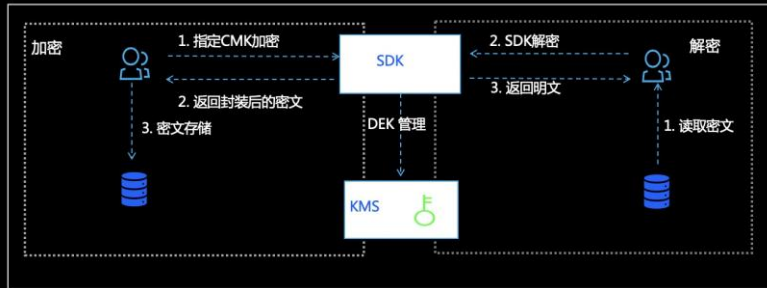 加密
1. 指定CMK加密
SDK
2. SDK解密
解密
2. 返回封装后的密文
3. 返回明文
3. 密文存储
DEK 管理
1. 读取密文
KMS